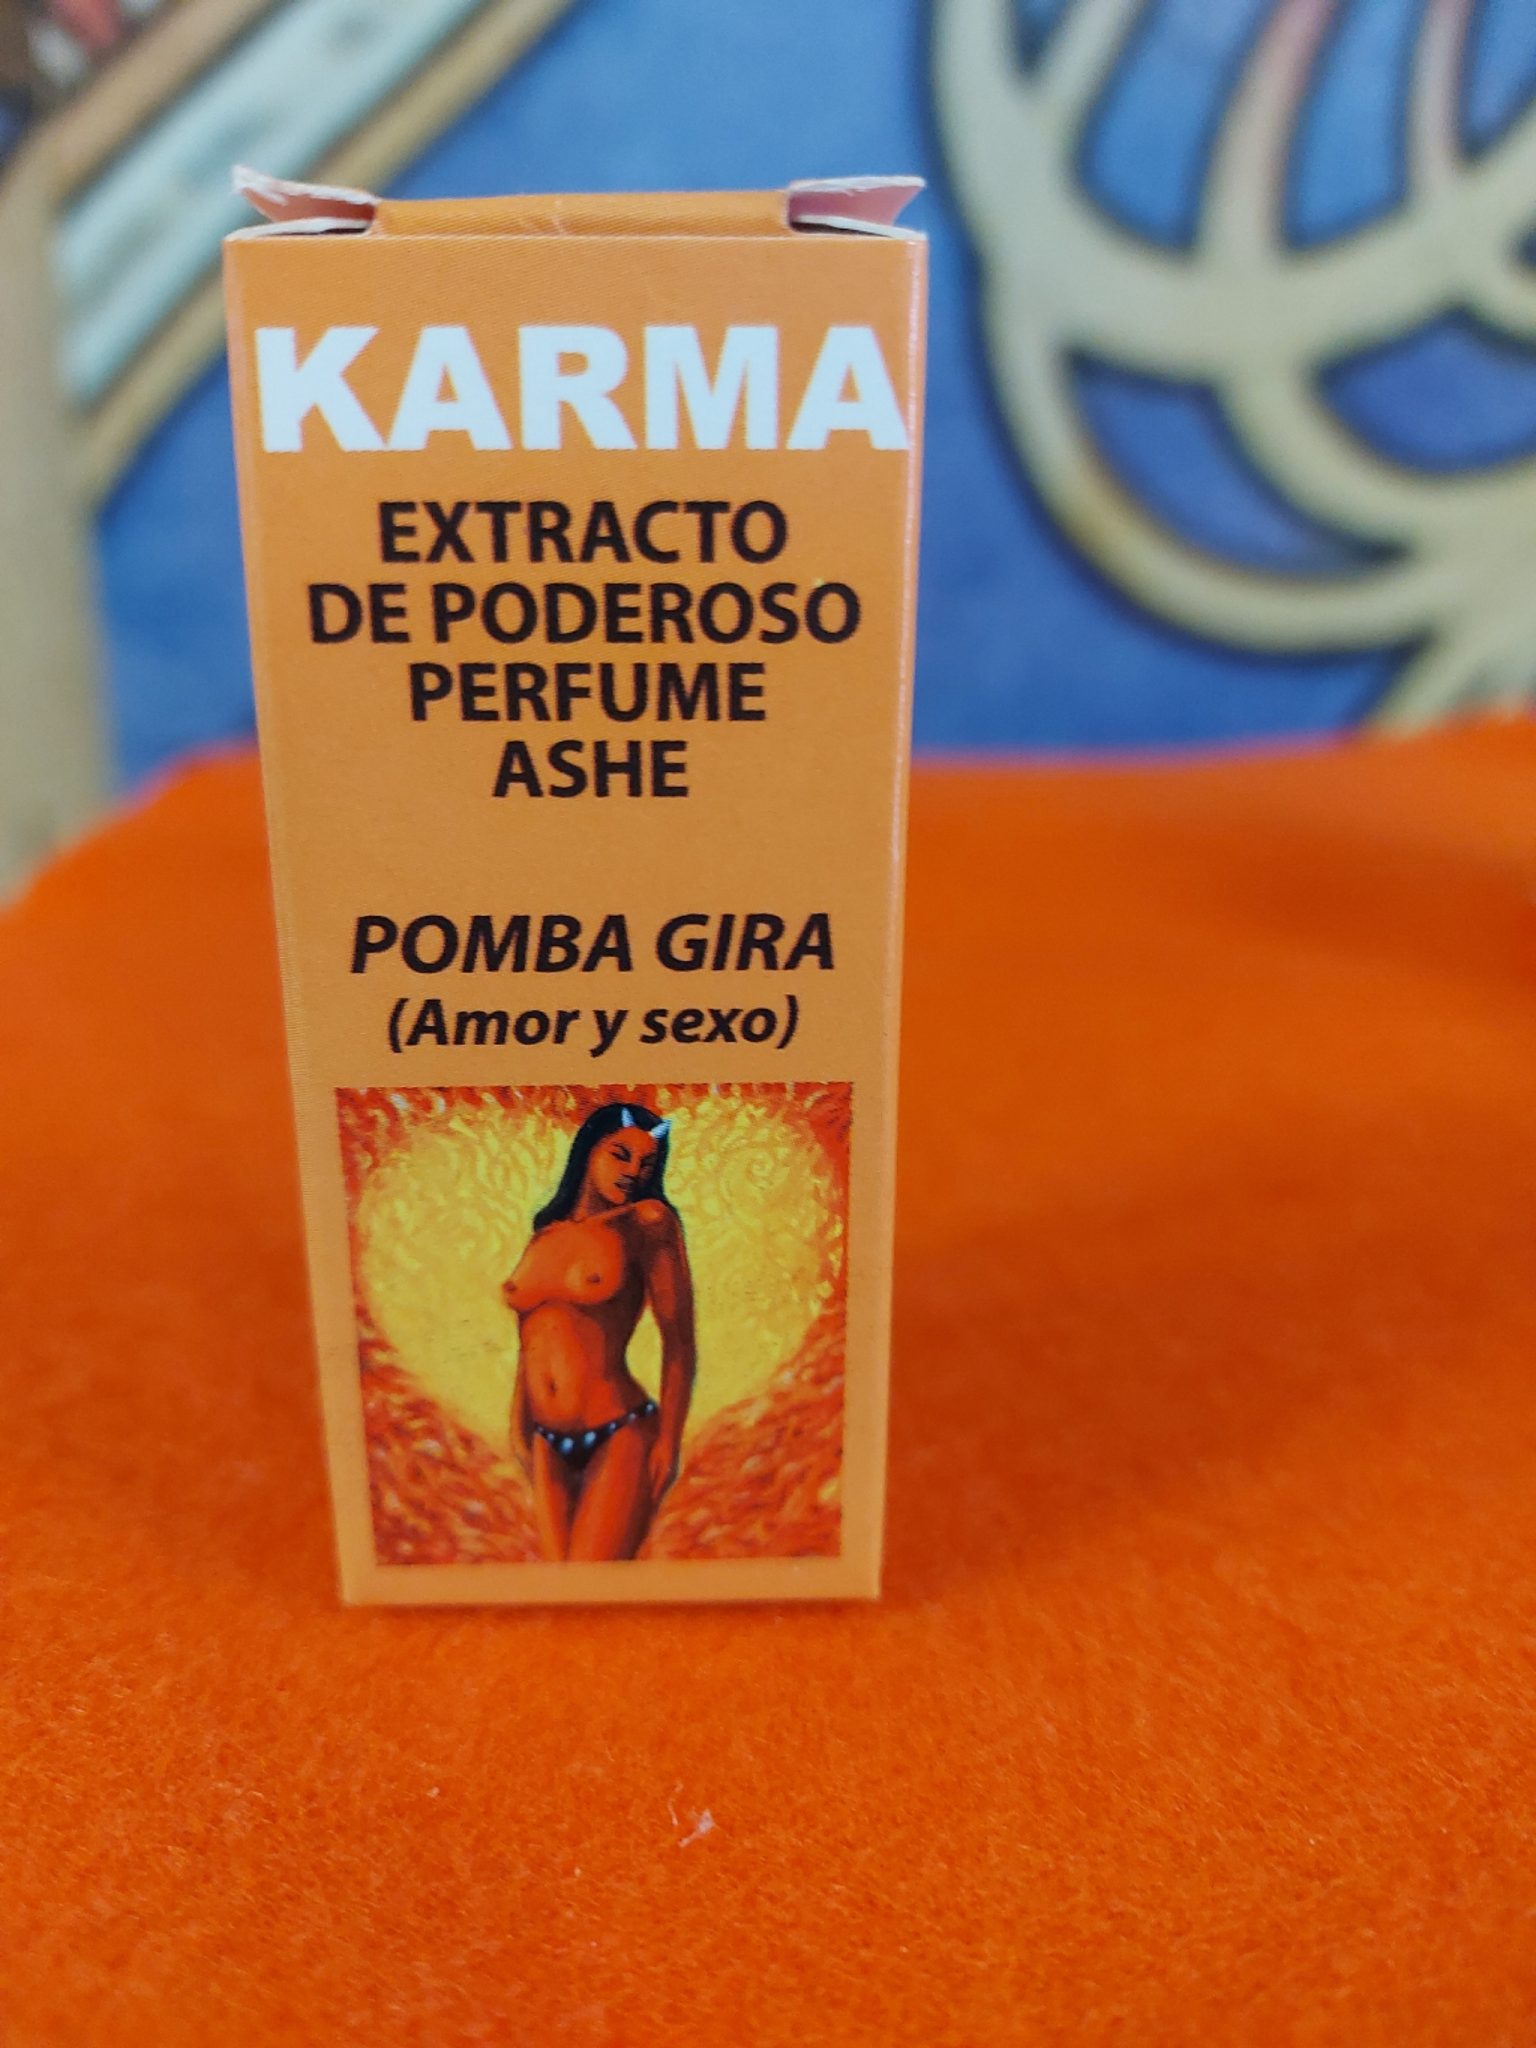 KARMA
EXTRACTO
DE PODEROSO
PERFUME
ASHE
POMBA GIRA
(Amor y sexo)